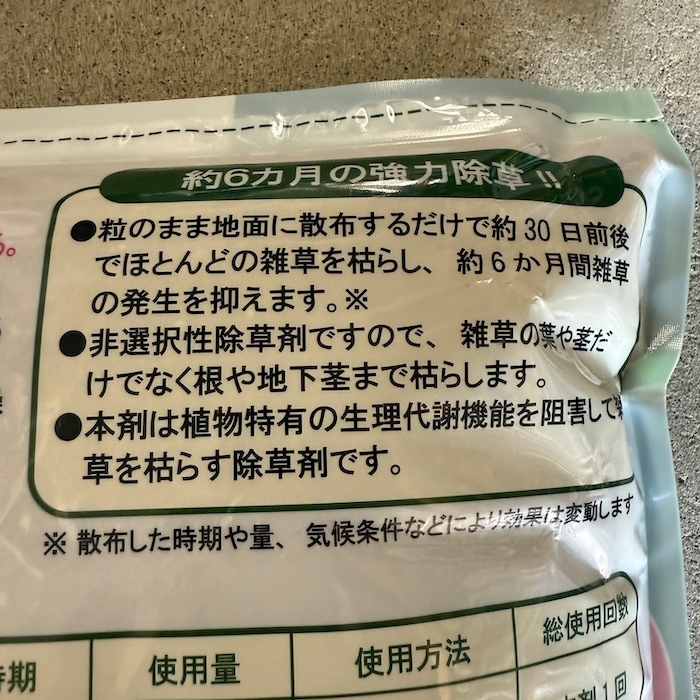 約6カ月の強力除草!!
●粒のまま地面に散布するだけで約30日前後
でほとんどの雑草を枯らし、約6か月間雑草
の発生を抑えます。※
●非選択性除草剤ですので、雑草の葉や茎だ
けでなく根や地下茎まで枯らします。
●本剤は植物特有の生理代謝機能を阻害して
草を枯らす除草剤です。
※散布した時期や量、気候条件などにより効果は変動します
る。
時期 使用量 使用方法 総使用回数
1回